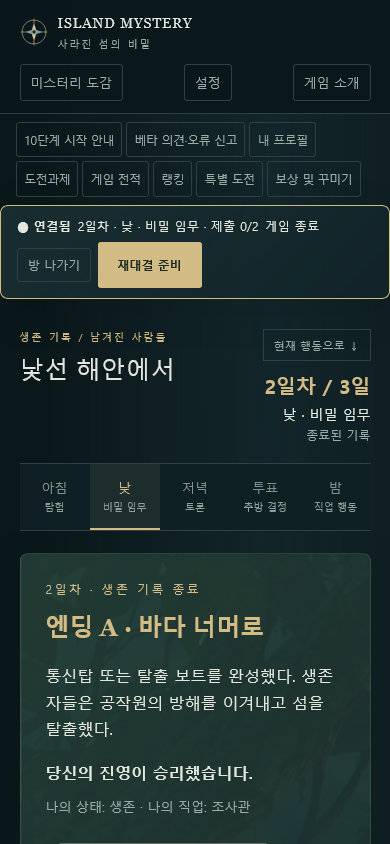 ISLAND MYSTERY
사라진 섬의 비밀
미스터리 도감
설정
게임 소개
10단계 시작 안내
베타 의견·오류 신고
내 프로필
도전과제
게임 전적
랭킹
특별 도전
보상 및 꾸미기
연결됨 2일차 · 낮 · 비밀 임무 · 제출 0/2 게임 종료
방 나가기
재대결 준비
생존 기록 / 남겨진 사람들
현재 행동으로 ↓
낯선 해안에서
2일차 / 3일
낮 · 비밀 임무
종료된 기록
아침
탐험
낮
비밀 임무
저녁
토론
투표
추방 결정
밤
직업 행동
2일차 · 생존 기록 종료
엔딩 A · 바다 너머로
통신탑 또는 탈출 보트를 완성했다. 생존
자들은 공작원의 방해를 이겨내고 섬을
탈출했다.
당신의 진영이 승리했습니다.
나의 상태: 생존 · 나의 직업: 조사관